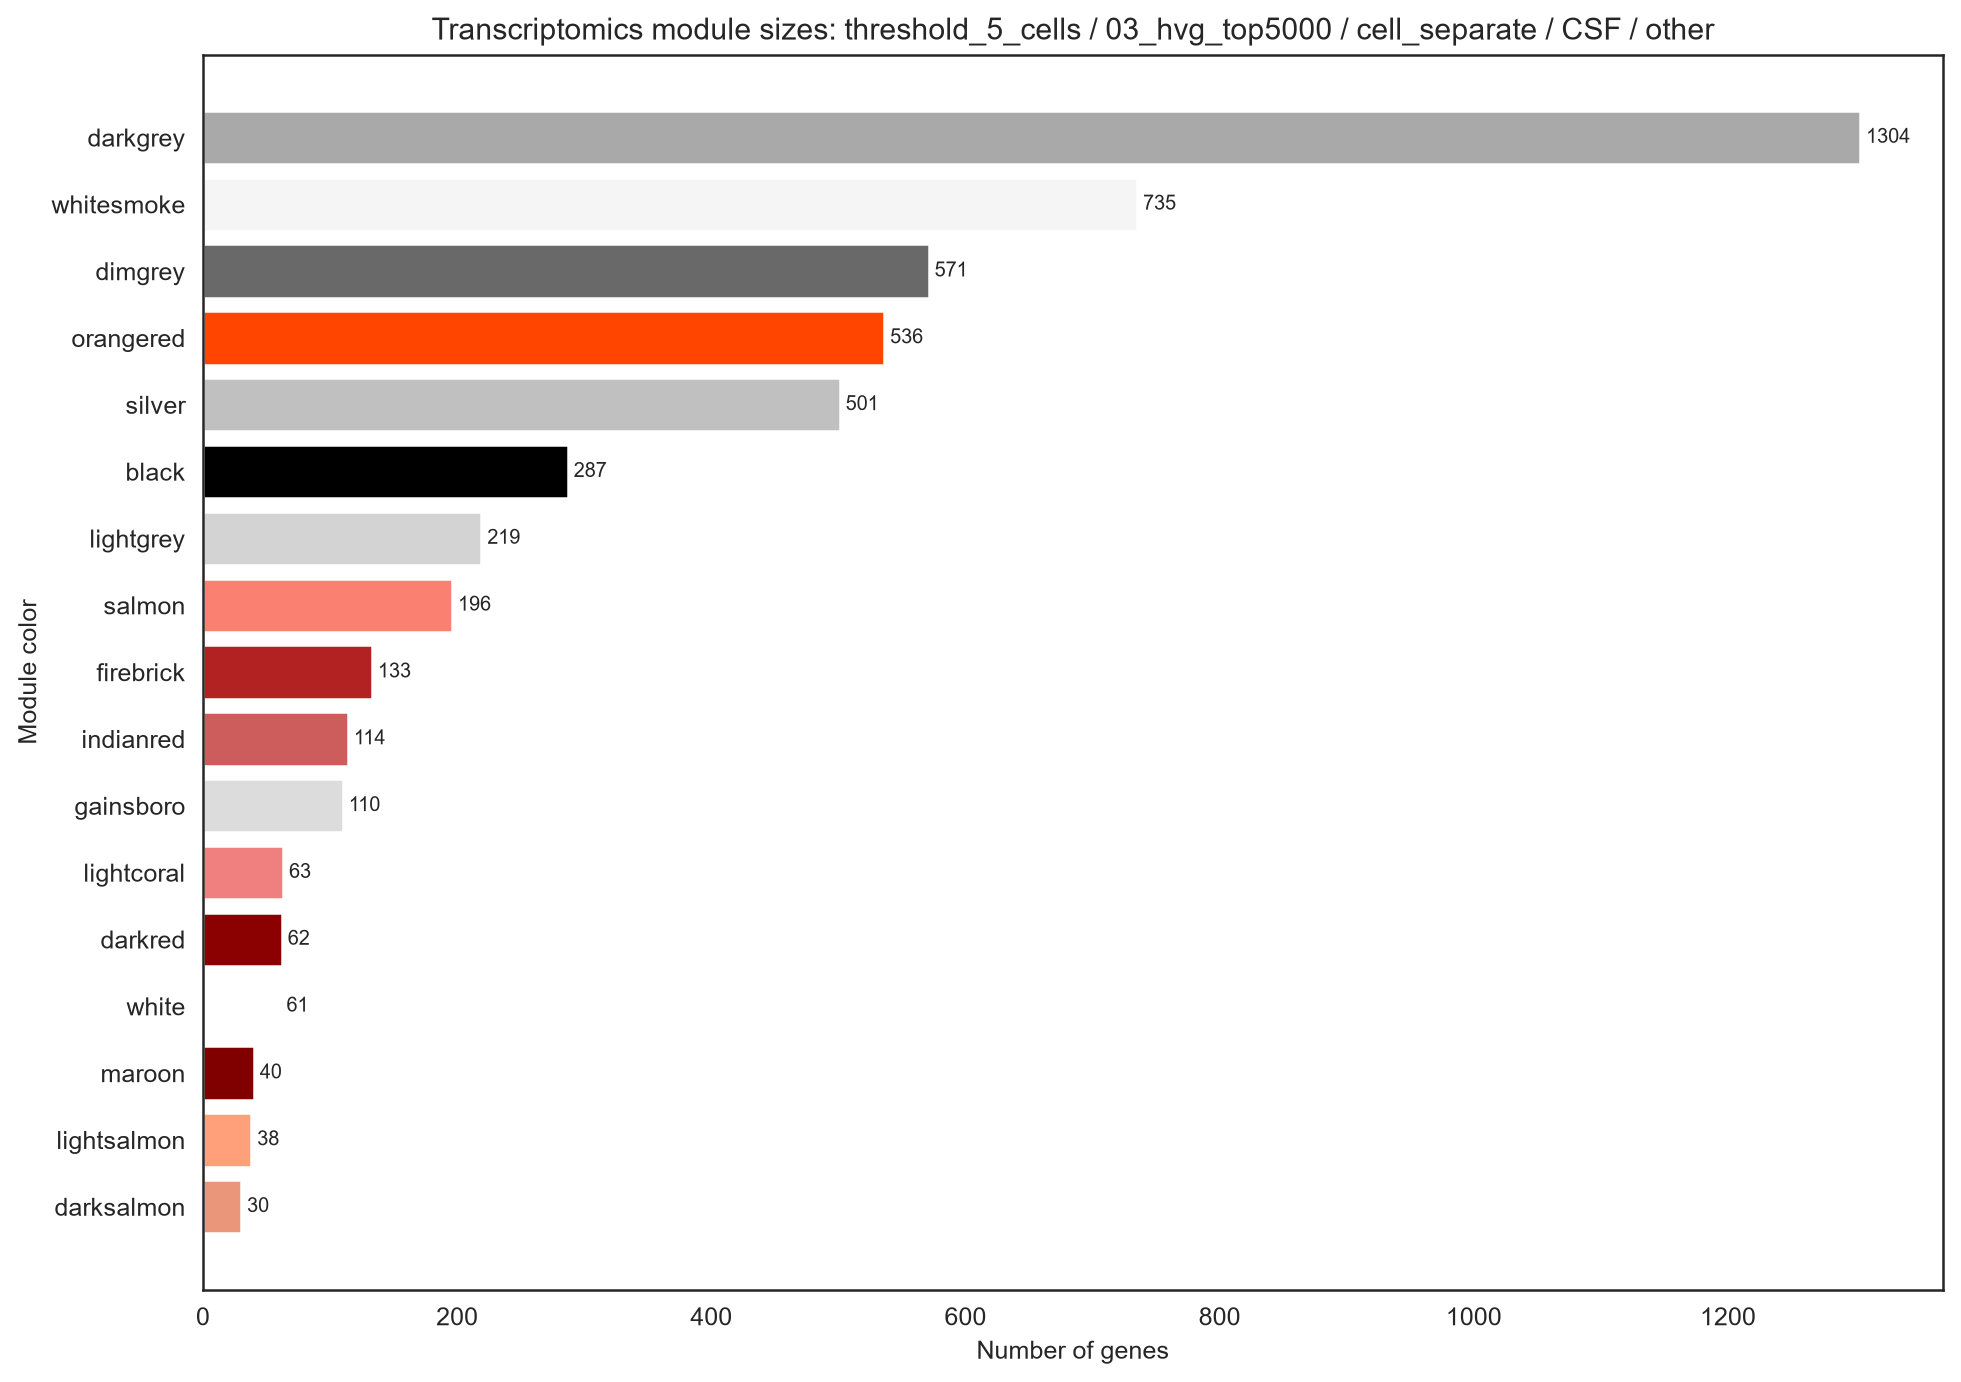 Transcriptomics module sizes: threshold_5_cells / 03_hvg_top5000 / cell_separate / CSF / other
darkgrey 1304
whitesmoke 735
dimgrey 571
orangered 536
silver 501
black 287
lightgrey 219
salmon 196
firebrick 133
indianred 114
gainsboro 110
lightcoral 63
darkred 62
white 61
maroon 40
lightsalmon 38
darksalmon 30
Module color
0 200 400 600 800 1000 1200
Number of genes